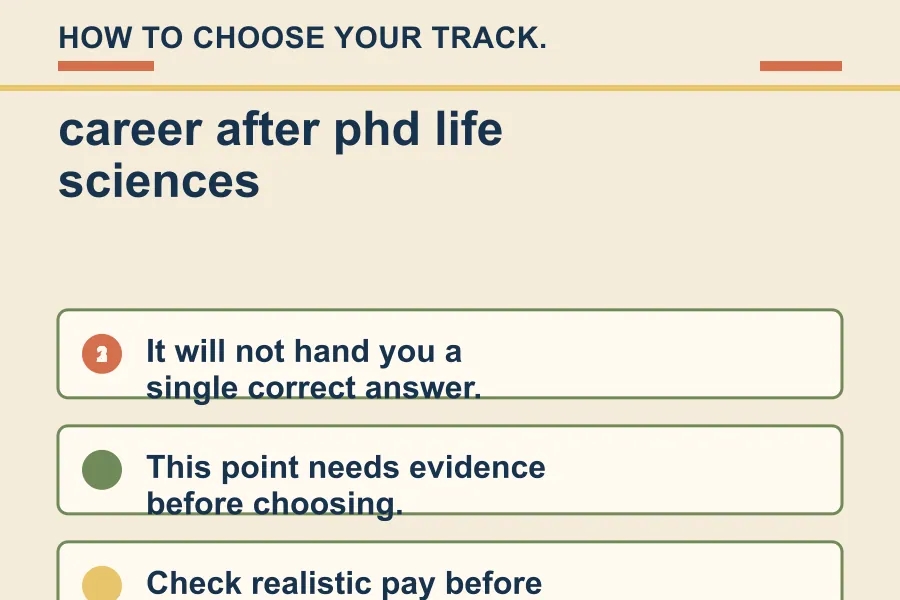 HOW TO CHOOSE YOUR TRACK.
career after phd life
sciences
It will not hand you a
single correct answer.
This point needs evidence
before choosing.
Check realistic pay before